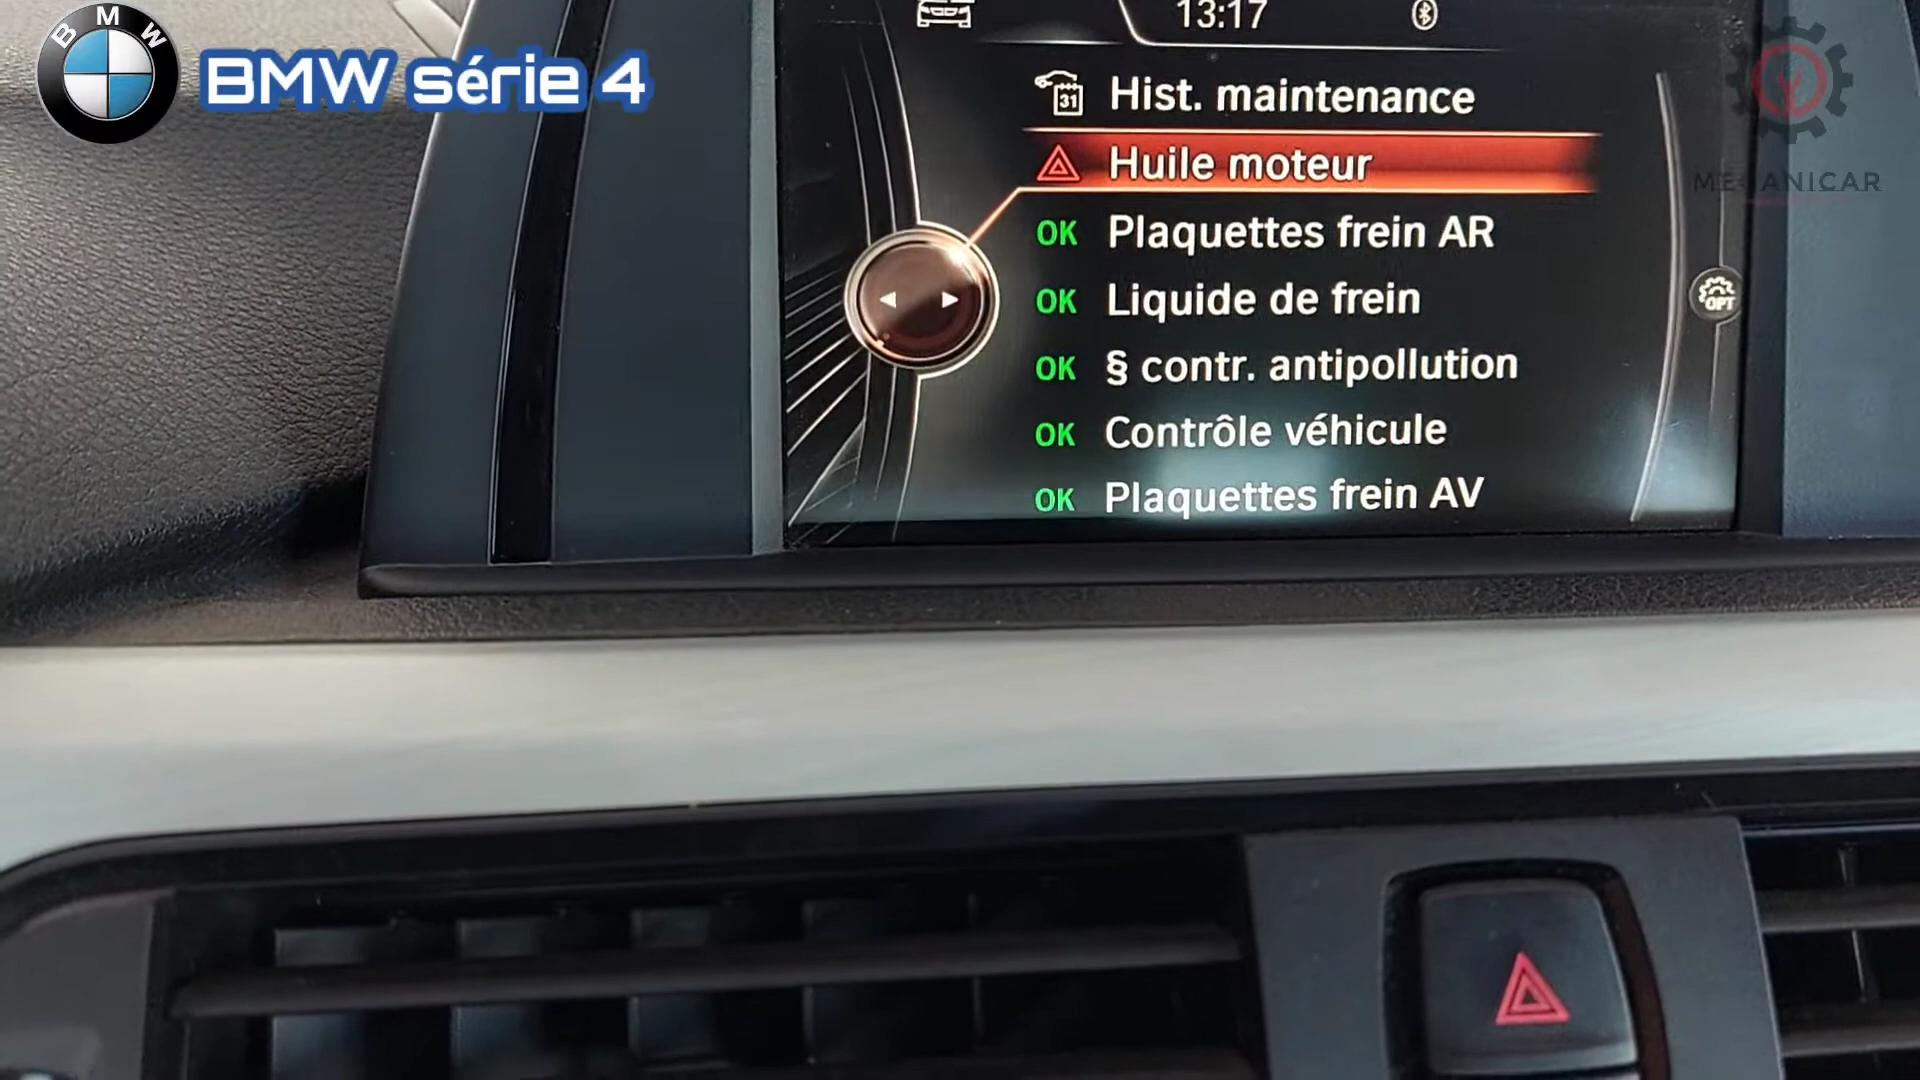 BMW
BMW série 4
13:17
31
Hist. maintenance
Huile moteur
OK Plaquettes frein AR
OK Liquide de frein
OK § contr. antipollution
OK Contrôle véhicule
OK Plaquettes frein AV
OPT
MECANICAR